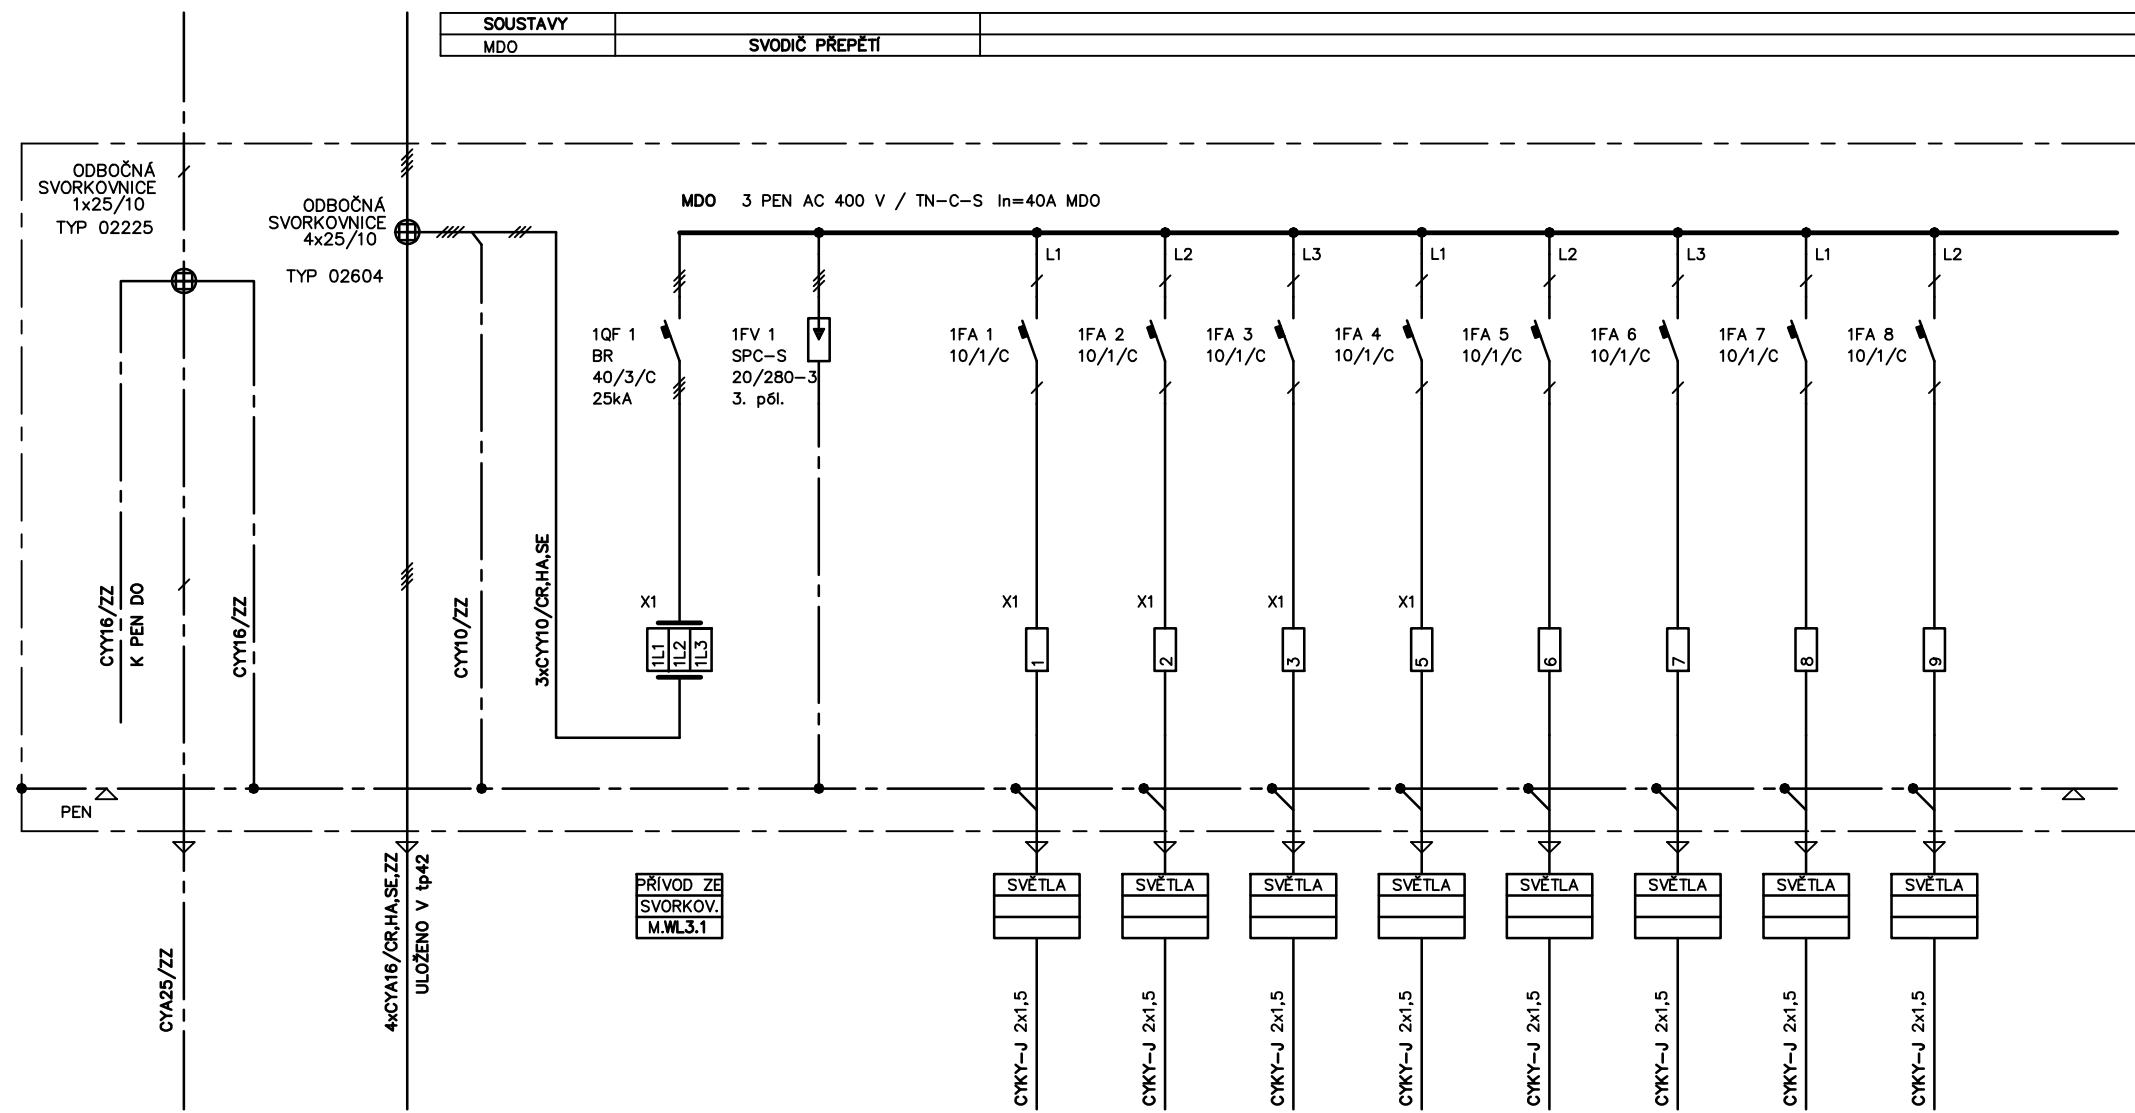 SOUSTAVY
MDO
SVODIČ PŘEPĚTÍ
ODBOČNÁ
SVORKOVNICE
1x25/10
TYP 02225
ODBOČNÁ
SVORKOVNICE
4x25/10
TYP 02604
MDO 3 PEN AC 400 V / TN-C-S In=40A MDO
L1
L2
L3
L1
L2
L3
L1
L2
1QF 1
BR
40/3/C
25kA
1FV 1
SPC-S
20/280-3
3. pól.
1FA 1
10/1/C
1FA 2
10/1/C
1FA 3
10/1/C
1FA 4
10/1/C
1FA 5
10/1/C
1FA 6
10/1/C
1FA 7
10/1/C
1FA 8
10/1/C
CYY16/ZZ
K PEN DO
CYY16/ZZ
CYY10/ZZ
3xCYY10/CR,HA,SE
X1
1L1
1L2
1L3
X1
1
X1
2
X1
3
X1
5
6
7
8
9
PEN
CYA25/ZZ
4xCYA16/CR,HA,SE,ZZ
ULOŽENO V tp42
PŘÍVOD ZE
SVORKOV.
M.WL3.1
SVĚTLA
SVĚTLA
SVĚTLA
SVĚTLA
SVĚTLA
SVĚTLA
SVĚTLA
SVĚTLA
CYKY-J 2x1,5
CYKY-J 2x1,5
CYKY-J 2x1,5
CYKY-J 2x1,5
CYKY-J 2x1,5
CYKY-J 2x1,5
CYKY-J 2x1,5
CYKY-J 2x1,5